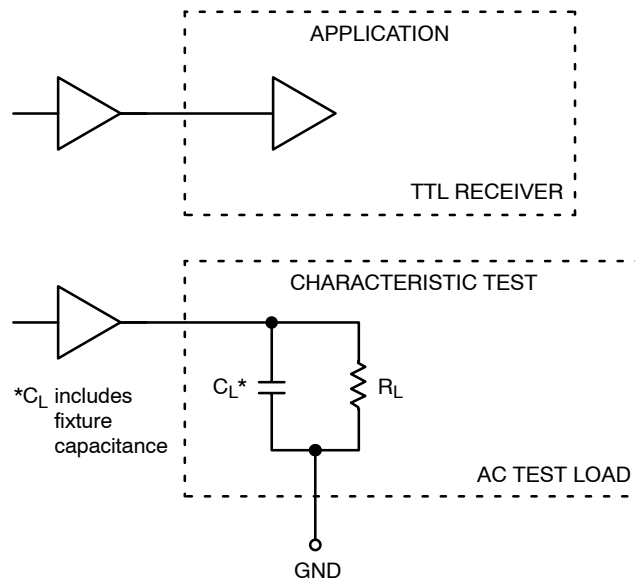 APPLICATION
TTL RECEIVER
CHARACTERISTIC TEST
*CL includes
fixture
capacitance
CL*
RL
AC TEST LOAD
GND